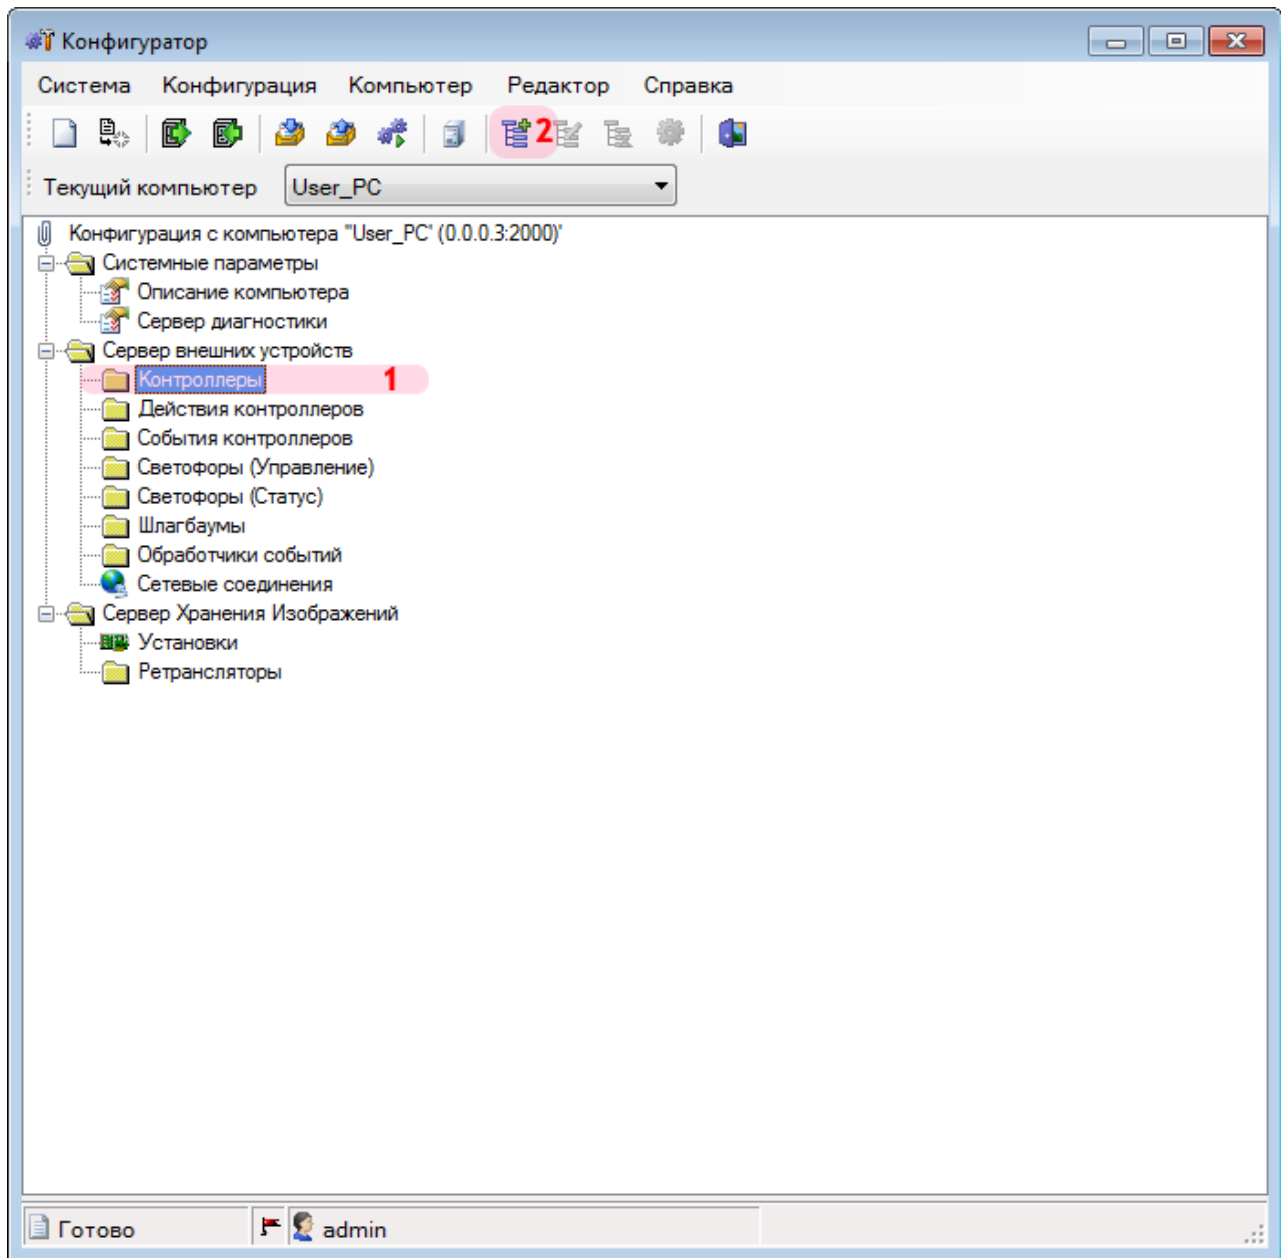 Конфигуратор
Система Конфигурация Компьютер Редактор Справка
2
Текущий компьютер User_PC
Конфигурация с компьютера "User_PC" (0.0.0.3:2000)'
Системные параметры
Описание компьютера
Сервер диагностики
Сервер внешних устройств
Контроллеры 1
Действия контроллеров
События контроллеров
Светофоры (Управление)
Светофоры (Статус)
Шлагбаумы
Обработчики событий
Сетевые соединения
Сервер Хранения Изображений
Установки
Ретрансляторы
Готово admin